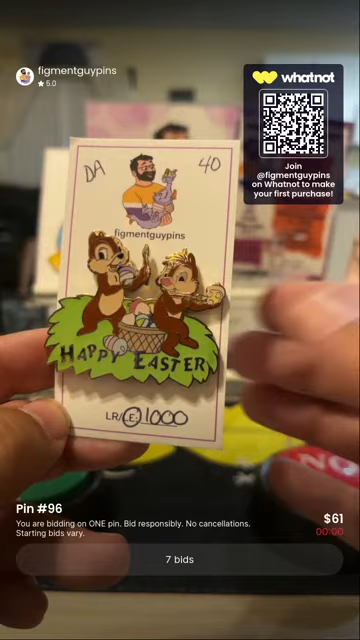 figmentguypins
★ 5.0
whatnot
Join
@figmentguypins
on Whatnot to make
your first purchase!
DA
40
figmentguypins
HAPPY EASTER
LR/LE: 1000
NO
Pin #96
You are bidding on ONE pin. Bid responsibly. No cancellations.
Starting bids vary.
$61
00:00
7 bids